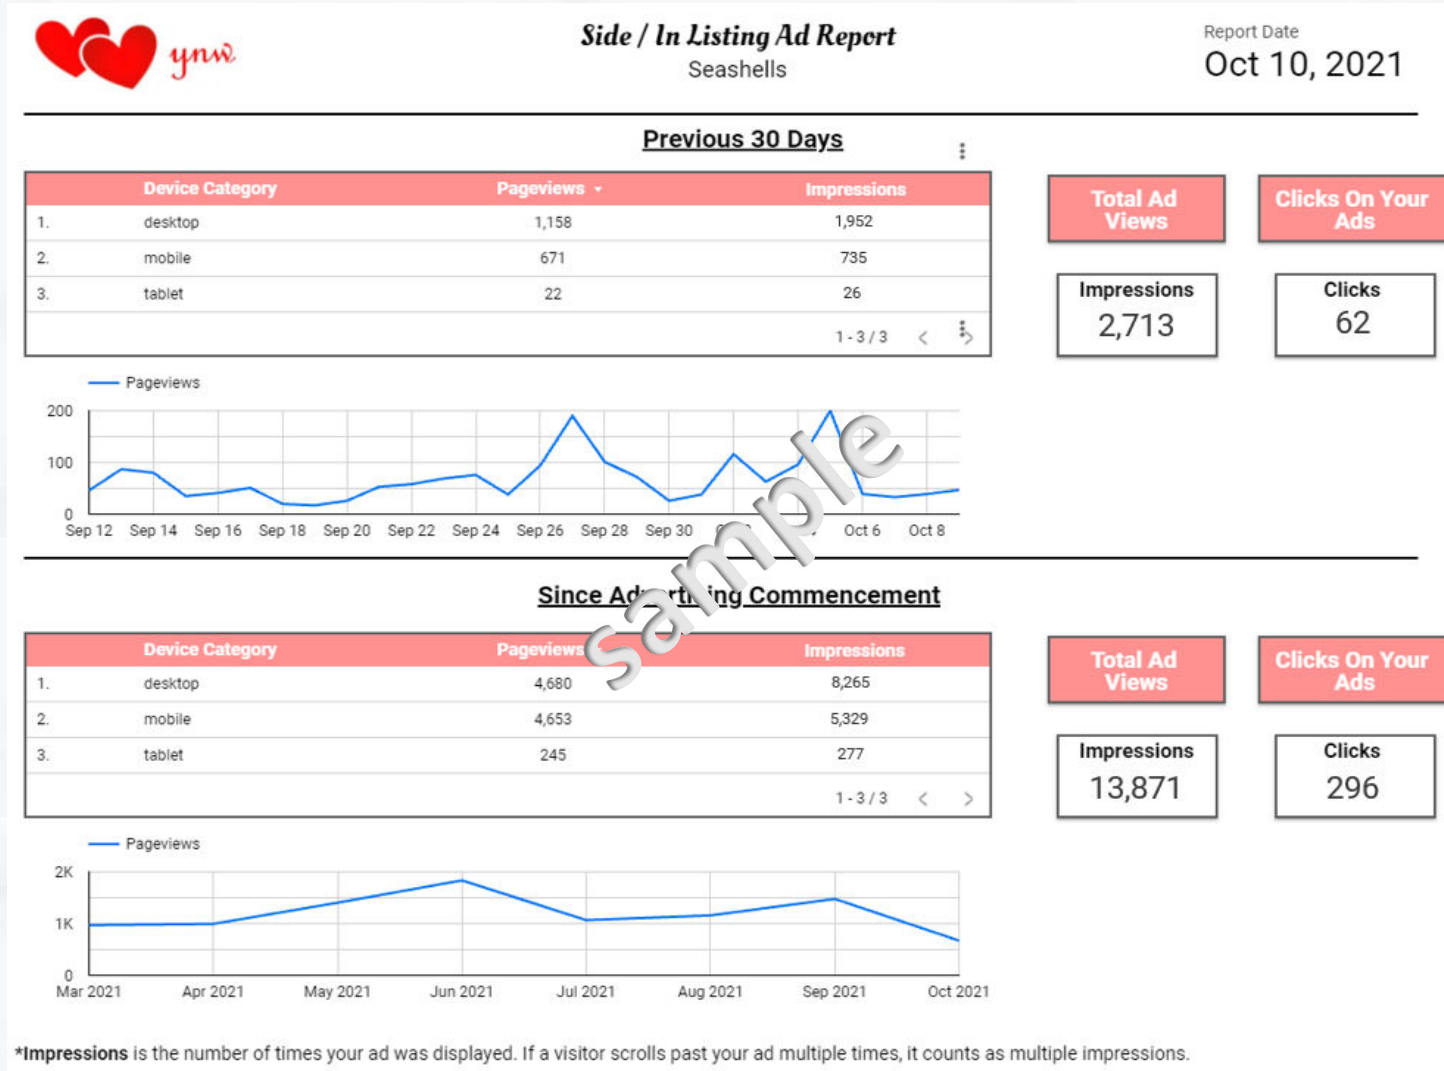 ynw
Side / In Listing Ad Report
Seashells
Report Date
Oct 10, 2021
Previous 30 Days
Device Category Pageviews Impressions
1. desktop 1,158 1,952
2. mobile 671 735
3. tablet 22 26
1 - 3 / 3
Total Ad
Views
Clicks On Your
Ads
Impressions
2,713
Clicks
62
Pageviews
200
100
0
Sep 12 Sep 14 Sep 16 Sep 18 Sep 20 Sep 22 Sep 24 Sep 26 Sep 28 Sep 30 Oct 6 Oct 8
sample
Since Advertising Commencement
Device Category Pageviews Impressions
1. desktop 4,680 8,265
2. mobile 4,653 5,329
3. tablet 245 277
1 - 3 / 3
Total Ad
Views
Clicks On Your
Ads
Impressions
13,871
Clicks
296
Pageviews
2K
1K
0
Mar 2021 Apr 2021 May 2021 Jun 2021 Jul 2021 Aug 2021 Sep 2021 Oct 2021
*Impressions is the number of times your ad was displayed. If a visitor scrolls past your ad multiple times, it counts as multiple impressions.